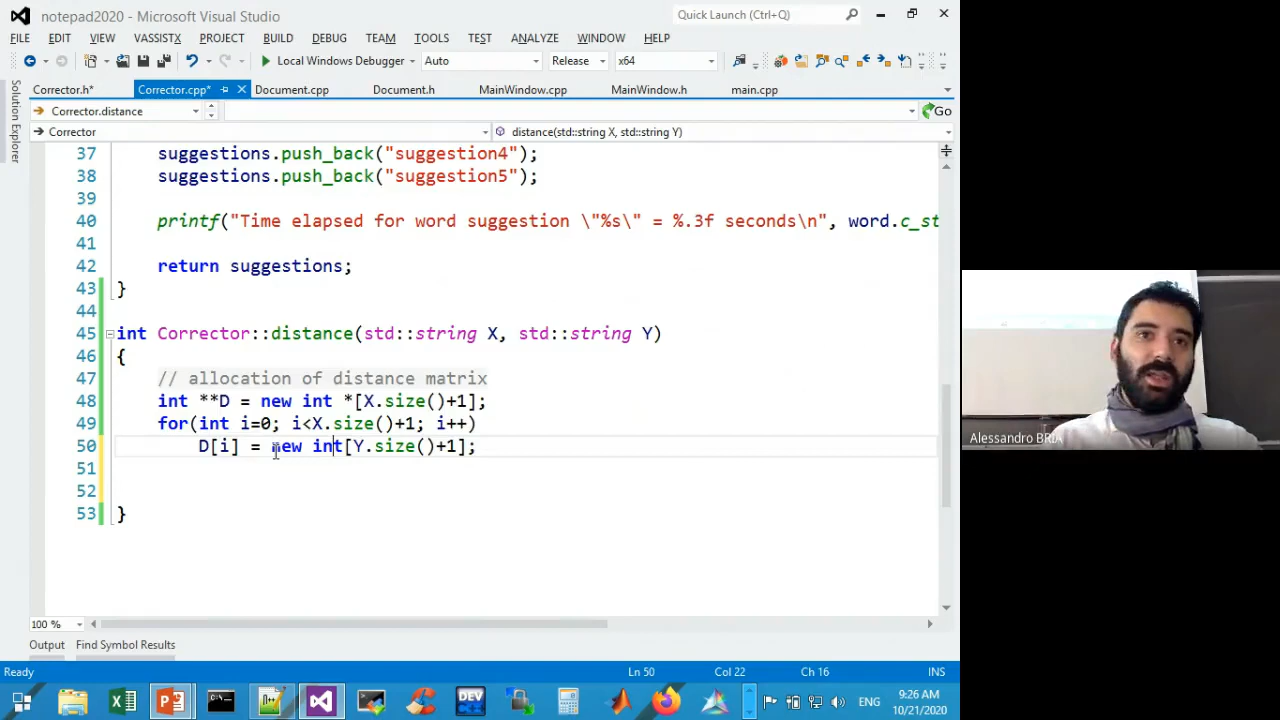 notepad2020 - Microsoft Visual Studio
Quick Launch (Ctrl+Q)
FILE EDIT VIEW VASSISTX PROJECT BUILD DEBUG TEAM TOOLS TEST ANALYZE WINDOW HELP
Local Windows Debugger Auto Release x64
Solution Explorer
Corrector.h* Corrector.cpp* Document.cpp Document.h MainWindow.cpp MainWindow.h main.cpp
Corrector.distance Go
Corrector distance(std::string X, std::string Y)
37 suggestions.push_back("suggestion4");
38 suggestions.push_back("suggestion5");
39
40 printf("Time elapsed for word suggestion \"%s\" = %.3f seconds\n", word.c_st
41
42 return suggestions;
43 }
44
45 int Corrector::distance(std::string X, std::string Y)
46 {
47 // allocation of distance matrix
48 int **D = new int *[X.size()+1];
49 for(int i=0; i<X.size()+1; i++)
50 D[i] = new int[Y.size()+1];
51
52
53 }
100 %
Output Find Symbol Results
Ready Ln 50 Col 22 Ch 16 INS
DEV ENG 9:26 AM
10/21/2020
Alessandro BRIA